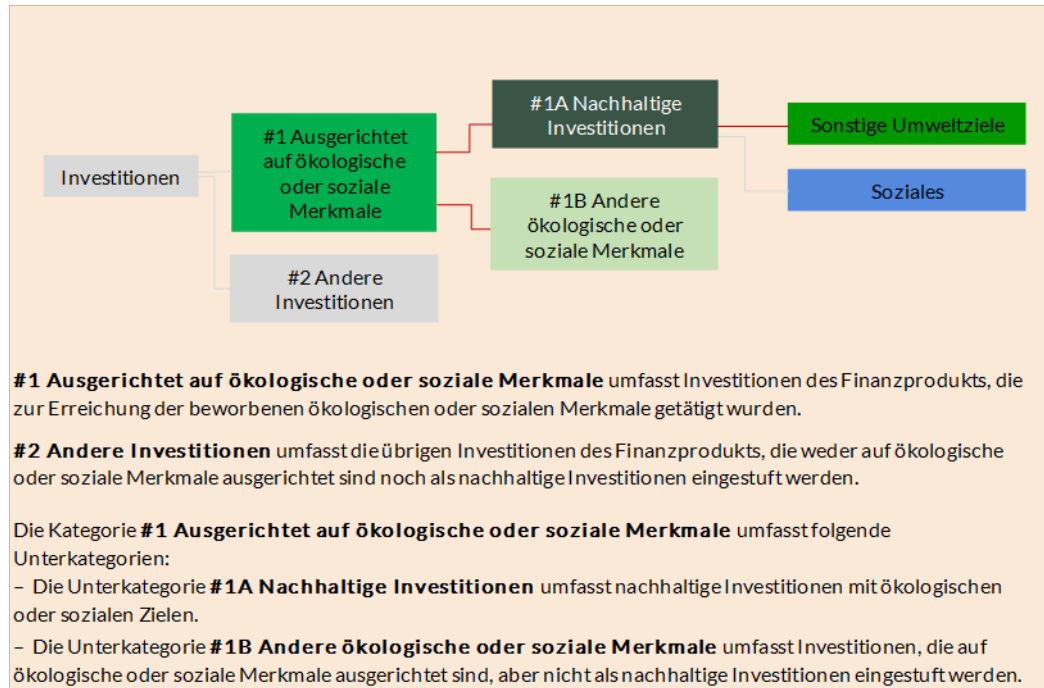 Investitionen
#1 Ausgerichtet
auf ökologische
oder soziale
Merkmale
#2 Andere
Investitionen
#1A Nachhaltige
Investitionen
#1B Andere
ökologische oder
soziale Merkmale
Sonstige Umweltziele
Soziales
#1 Ausgerichtet auf ökologische oder soziale Merkmale umfasst Investitionen des Finanzprodukts, die
zur Erreichung der beworbenen ökologischen oder sozialen Merkmale getätigt wurden.
#2 Andere Investitionen umfasst die übrigen Investitionen des Finanzprodukts, die weder auf ökologische
oder soziale Merkmale ausgerichtet sind noch als nachhaltige Investitionen eingestuft werden.
Die Kategorie #1 Ausgerichtet auf ökologische oder soziale Merkmale umfasst folgende
Unterkategorien:
– Die Unterkategorie #1A Nachhaltige Investitionen umfasst nachhaltige Investitionen mit ökologischen
oder sozialen Zielen.
– Die Unterkategorie #1B Andere ökologische oder soziale Merkmale umfasst Investitionen, die auf
ökologische oder soziale Merkmale ausgerichtet sind, aber nicht als nachhaltige Investitionen eingestuft werden.